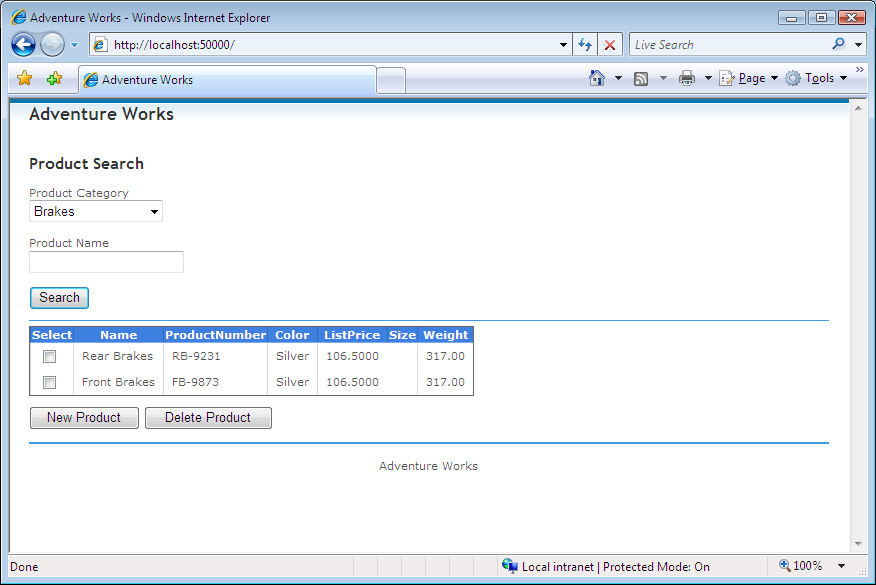 Adventure Works - Windows Internet Explorer
http://localhost:50000/
Live Search
Adventure Works
Page
Tools
Adventure Works
Product Search
Product Category
Brakes
Product Name
Search
Select Name ProductNumber Color ListPrice Size Weight
Rear Brakes RB-9231 Silver 106.5000 317.00
Front Brakes FB-9873 Silver 106.5000 317.00
New Product Delete Product
Adventure Works
Done Local intranet | Protected Mode: On 100%